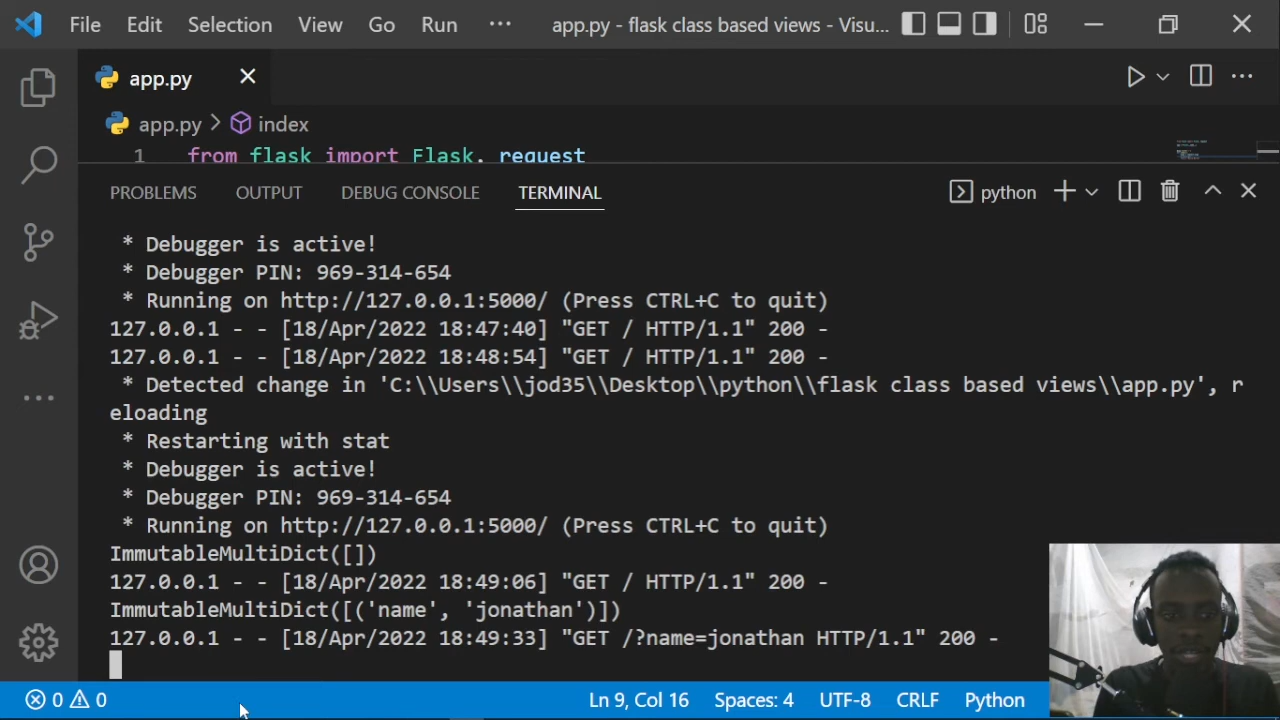 File Edit Selection View Go Run ··· app.py - flask class based views - Visu...
app.py
app.py > index
1 from flask import Flask, request
PROBLEMS OUTPUT DEBUG CONSOLE TERMINAL python
* Debugger is active!
* Debugger PIN: 969-314-654
* Running on http://127.0.0.1:5000/ (Press CTRL+C to quit)
127.0.0.1 - - [18/Apr/2022 18:47:40] "GET / HTTP/1.1" 200 -
127.0.0.1 - - [18/Apr/2022 18:48:54] "GET / HTTP/1.1" 200 -
* Detected change in 'C:\\Users\\jod35\\Desktop\\python\\flask class based views\\app.py', r
eloading
* Restarting with stat
* Debugger is active!
* Debugger PIN: 969-314-654
* Running on http://127.0.0.1:5000/ (Press CTRL+C to quit)
ImmutableMultiDict([])
127.0.0.1 - - [18/Apr/2022 18:49:06] "GET / HTTP/1.1" 200 -
ImmutableMultiDict([('name', 'jonathan')])
127.0.0.1 - - [18/Apr/2022 18:49:33] "GET /?name=jonathan HTTP/1.1" 200 -
0 0 Ln 9, Col 16 Spaces: 4 UTF-8 CRLF Python